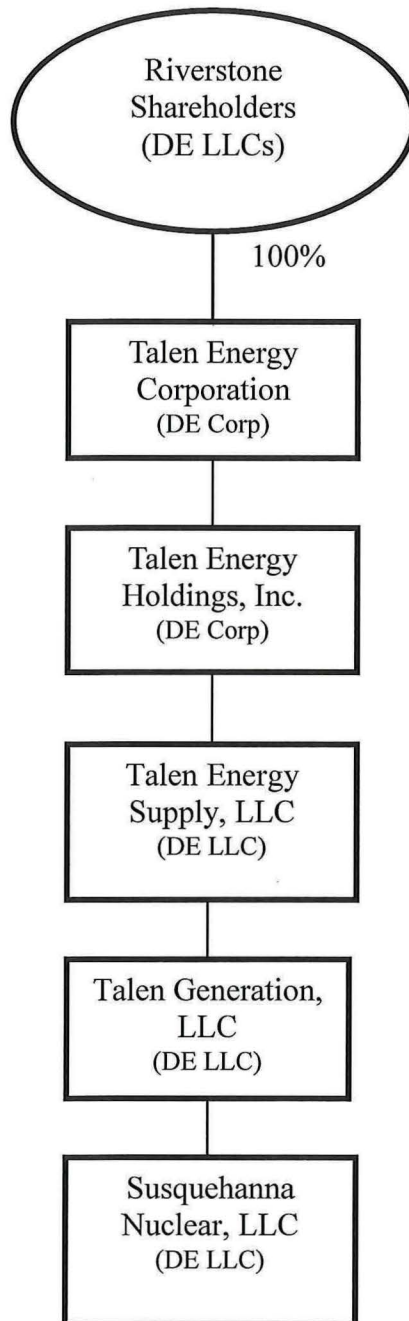 Riverstone
Shareholders
(DE LLCs)
100%
Talen Energy
Corporation
(DE Corp)
Talen Energy
Holdings, Inc.
(DE Corp)
Talen Energy
Supply, LLC
(DE LLC)
Talen Generation,
LLC
(DE LLC)
Susquehanna
Nuclear, LLC
(DE LLC)